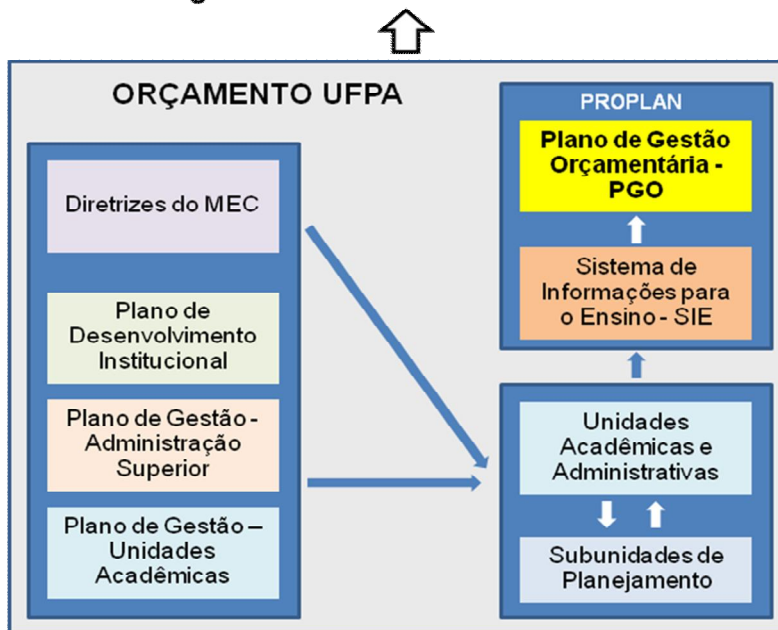 ORÇAMENTO UFPA
Diretrizes do MEC
Plano de
Desenvolvimento
Institucional
Plano de Gestão -
Administração
Superior
Plano de Gestão –
Unidades
Acadêmicas
PROPLAN
Plano de Gestão
Orçamentária -
PGO
Sistema de
Informações para
o Ensino - SIE
Unidades
Acadêmicas e
Administrativas
Subunidades de
Planejamento